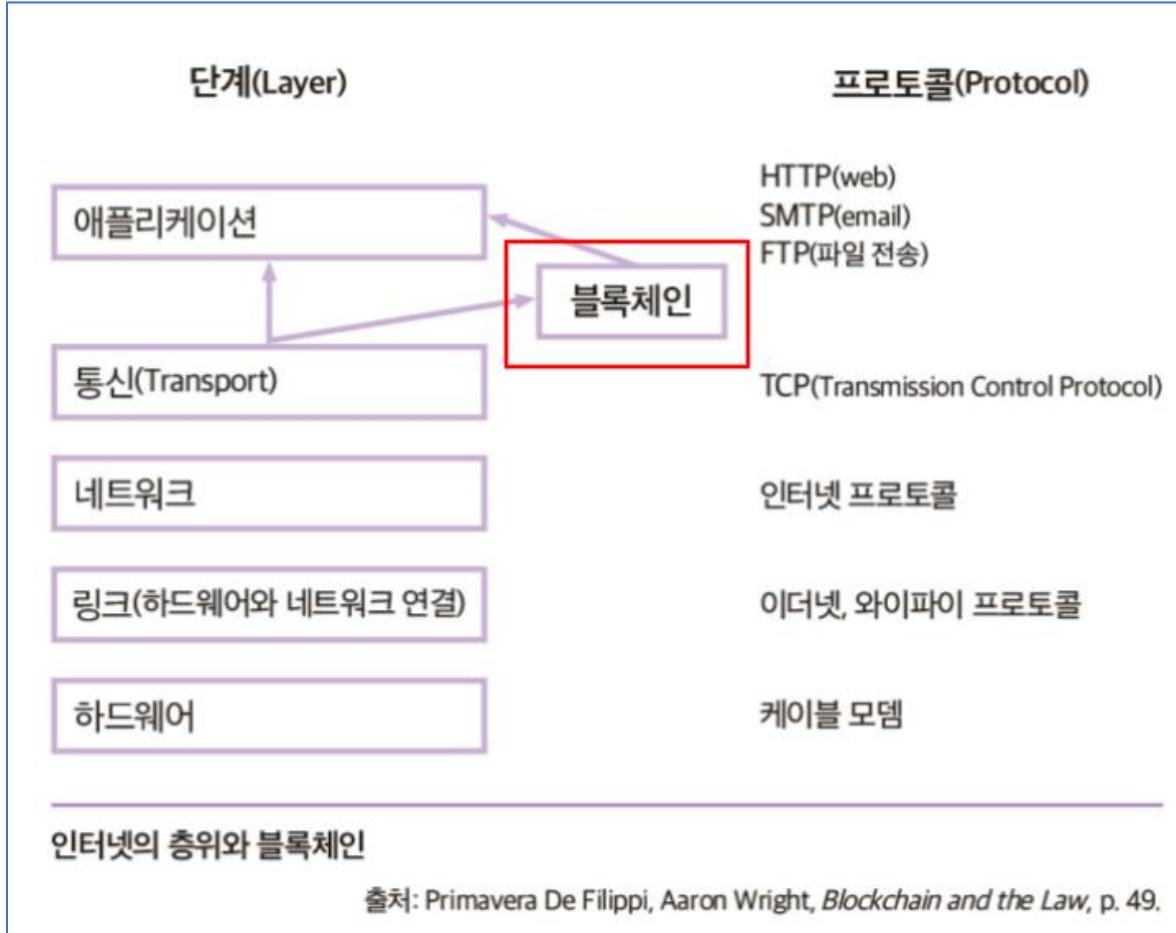 단계(Layer)
프로토콜(Protocol)
애플리케이션
HTTP(web)
SMTP(email)
FTP(파일 전송)
블록체인
통신(Transport)
TCP(Transmission Control Protocol)
네트워크
인터넷 프로토콜
링크(하드웨어와 네트워크 연결)
이더넷, 와이파이 프로토콜
하드웨어
케이블 모뎀
인터넷의 층위와 블록체인
출처: Primavera De Filippi, Aaron Wright, Blockchain and the Law, p. 49.